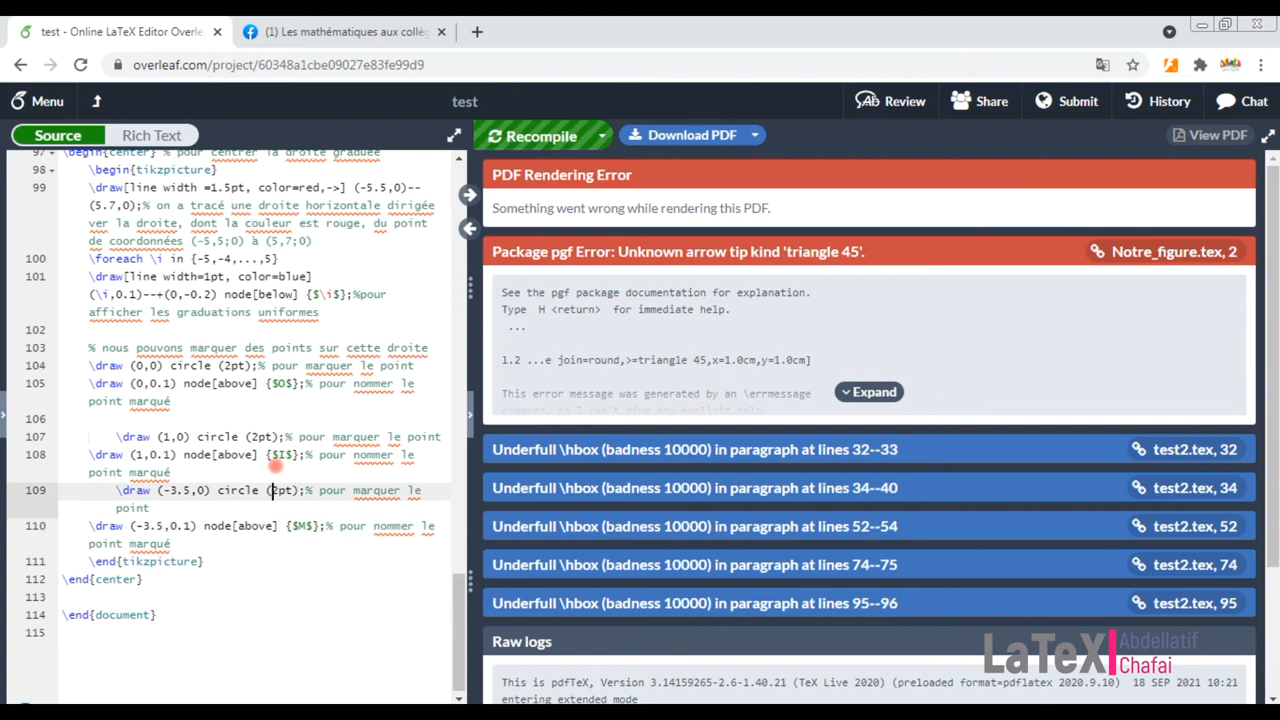 test - Online LaTeX Editor Overle
(1) Les mathématiques aux collèg
overleaf.com/project/60348a1cbe09027e83fe99d9
Menu
test
Review
Share
Submit
History
Chat
Source
Rich Text
Recompile
Download PDF
View PDF
97 \begin{center} % pour centrer la droite graduée
98 \begin{tikzpicture}
99 \draw[line width =1.5pt, color=red,->] (-5.5,0)--
(5.7,0);% on a tracé une droite horizontale dirigée
ver la droite, dont la couleur est rouge, du point
de coordonnées (-5,5;0) à (5,7;0)
100 \foreach \i in {-5,-4,...,5}
101 \draw[line width=1pt, color=blue]
(\i,0.1)--+(0,-0.2) node[below] {$\i$};%pour
afficher les graduations uniformes
102
103 % nous pouvons marquer des points sur cette droite
104 \draw (0,0) circle (2pt);% pour marquer le point
105 \draw (0,0.1) node[above] {$O$};% pour nommer le
point marqué
106
107 \draw (1,0) circle (2pt);% pour marquer le point
108 \draw (1,0.1) node[above] {$I$};% pour nommer le
point marqué
109 \draw (-3.5,0) circle (2pt);% pour marquer le
point
110 \draw (-3.5,0.1) node[above] {$M$};% pour nommer le
point marqué
111 \end{tikzpicture}
112 \end{center}
113
114 \end{document}
115
PDF Rendering Error
Something went wrong while rendering this PDF.
Package pgf Error: Unknown arrow tip kind 'triangle 45'.
Notre_figure.tex, 2
See the pgf package documentation for explanation.
Type H <return> for immediate help.
...
l.2 ...e join=round,>=triangle 45,x=1.0cm,y=1.0cm]
This error message was generated by an \errmessage
Expand
Underfull \hbox (badness 10000) in paragraph at lines 32--33
test2.tex, 32
Underfull \hbox (badness 10000) in paragraph at lines 34--40
test2.tex, 34
Underfull \hbox (badness 10000) in paragraph at lines 52--54
test2.tex, 52
Underfull \hbox (badness 10000) in paragraph at lines 74--75
test2.tex, 74
Underfull \hbox (badness 10000) in paragraph at lines 95--96
test2.tex, 95
Raw logs
This is pdfTeX, Version 3.14159265-2.6-1.40.21 (TeX Live 2020) (preloaded format=pdflatex 2020.9.10) 18 SEP 2021 10:21
entering extended mode
LaTeX
Abdellatif
Chafai